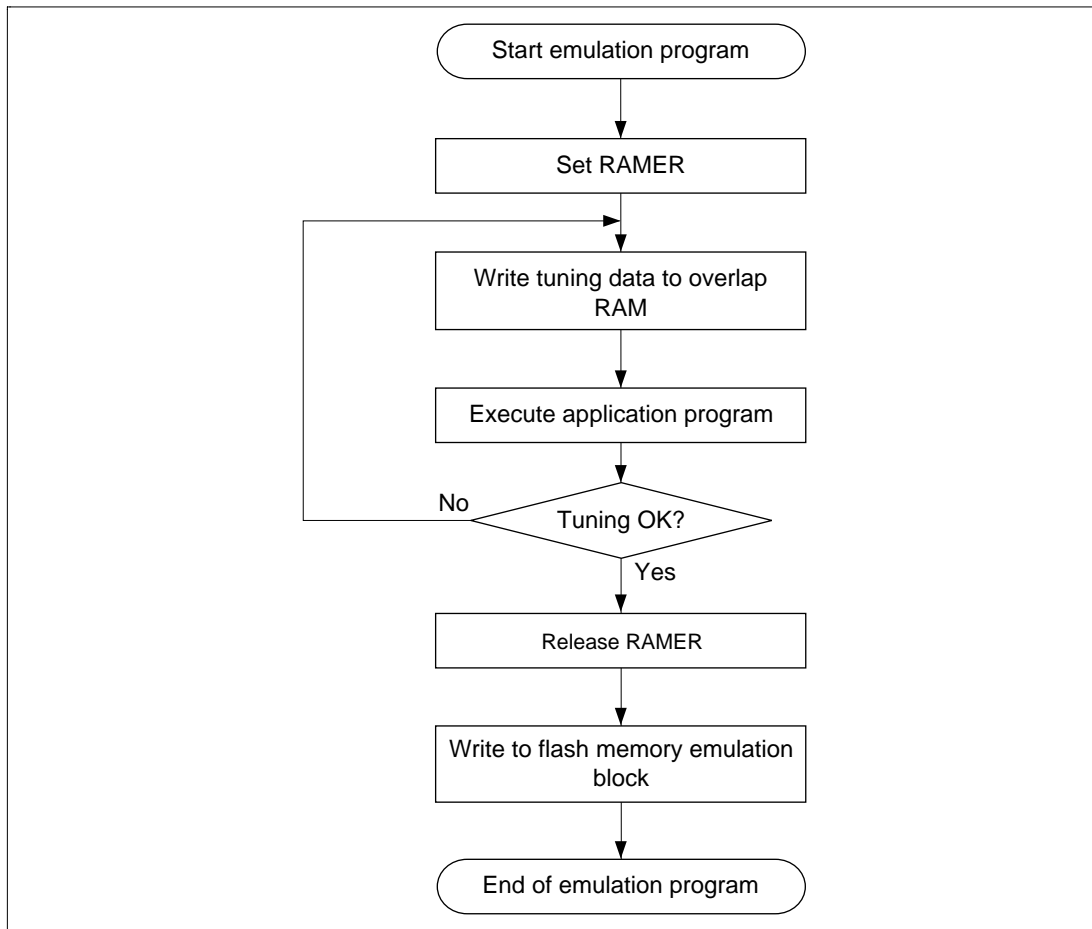 Start emulation program
Set RAMER
Write tuning data to overlap
RAM
Execute application program
No
Tuning OK?
Yes
Release RAMER
Write to flash memory emulation
block
End of emulation program